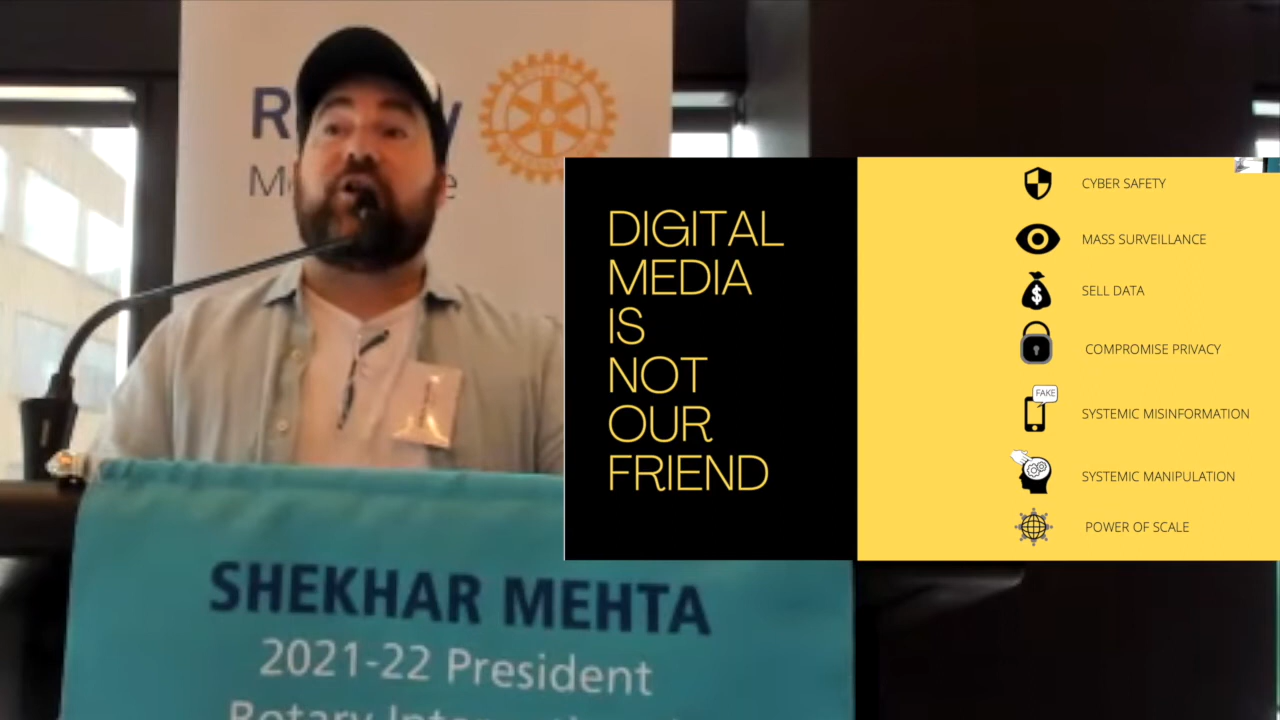 DIGITAL
MEDIA
IS
NOT
OUR
FRIEND
CYBER SAFETY
MASS SURVEILLANCE
SELL DATA
COMPROMISE PRIVACY
FAKE
SYSTEMIC MISINFORMATION
SYSTEMIC MANIPULATION
POWER OF SCALE
SHEKHAR MEHTA
2021-22 President